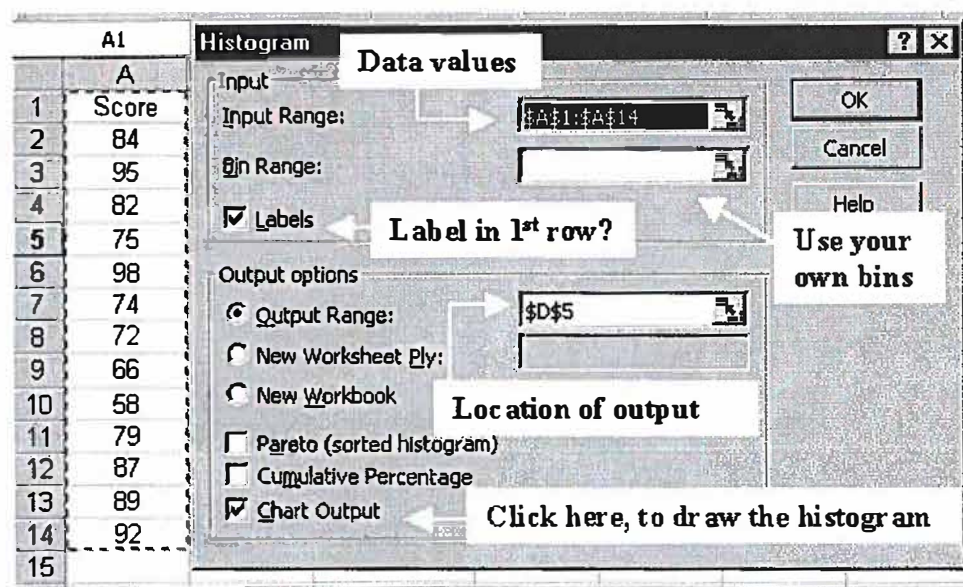 A1
Histogram
Data values
A
Input
1 Score
Input Range: $A$1:$A$14
OK
2 84
Cancel
3 95
Bin Range:
4 82
Labels
Label in 1st row?
Help
5 75
Use your
own bins
6 98
Output options
7 74
Output Range: $D$5
8 72
New Worksheet Ply:
9 66
New Workbook
10 58
Location of output
11 79
Pareto (sorted histogram)
12 87
Cumulative Percentage
13 89
Chart Output
Click here, to draw the histogram
14 92
15